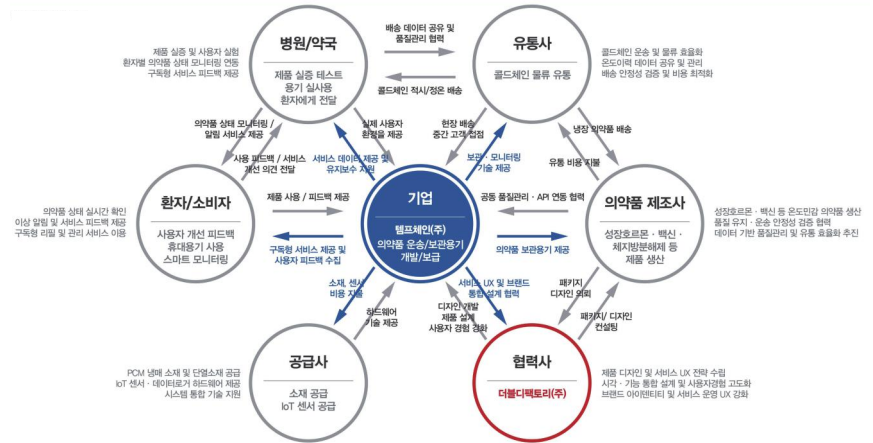 병원/약국
제품 실증 테스트
용기 실사용
환자에게 전달
제품 실증 및 사용자 실험
환자별 의약품 상태 모니터링 연동
구독형 서비스 피드백 제공
배송 데이터 공유 및
품질관리 협력
콜드체인 적시/정온 배송
유통사
콜드체인 물류 유통
콜드체인 운송 및 물류 효율화
온도이력 데이터 공유 및 관리
배송 안정성 검증 및 비용 최적화
의약품 상태 모니터링 /
알림 서비스 제공
사용 피드백 / 서비스
개선 의견 전달
실제 사용자
환경을 제공
서비스 데이터 제공 및
유지보수 지원
현장 배송
중간 고객 접점
보관 · 모니터링
기술 제공
냉장 의약품 배송
유통 비용 지불
환자/소비자
사용자 개선 피드백
휴대용기 사용
스마트 모니터링
의약품 상태 실시간 확인
이상 알림 및 서비스 피드백 제공
구독형 리필 및 관리 서비스 이용
제품 사용 / 피드백 제공
구독형 서비스 제공 및
사용자 피드백 수집
기업
템프체인(주)
의약품 운송/보관용기
개발/보급
공동 품질관리 · API 연동 협력
의약품 보관용기 제공
의약품 제조사
성장호르몬 · 백신 ·
체지방분해제 등
제품 생산
성장호르몬 · 백신 등 온도민감 의약품 생산
품질 유지 · 운송 안정성 검증 협력
데이터 기반 품질관리 및 유통 효율화 추진
소재, 센서
비용 지불
하드웨어
기술 제공
서비스 UX 및 브랜드
통합 설계 협력
디자인 개발
제품 설계
사용자 경험 강화
패키지
디자인 의뢰
패키지/ 디자인
컨설팅
공급사
소재 공급
IoT 센서 공급
PCM 냉매 소재 및 단열소재 공급
IoT 센서 · 데이터로거 하드웨어 제공
시스템 통합 기술 지원
협력사
더볼디팩토리(주)
제품 디자인 및 서비스 UX 전략 수립
시각 · 기능 통합 설계 및 사용자경험 고도화
브랜드 아이덴티티 및 서비스 운영 UX 강화